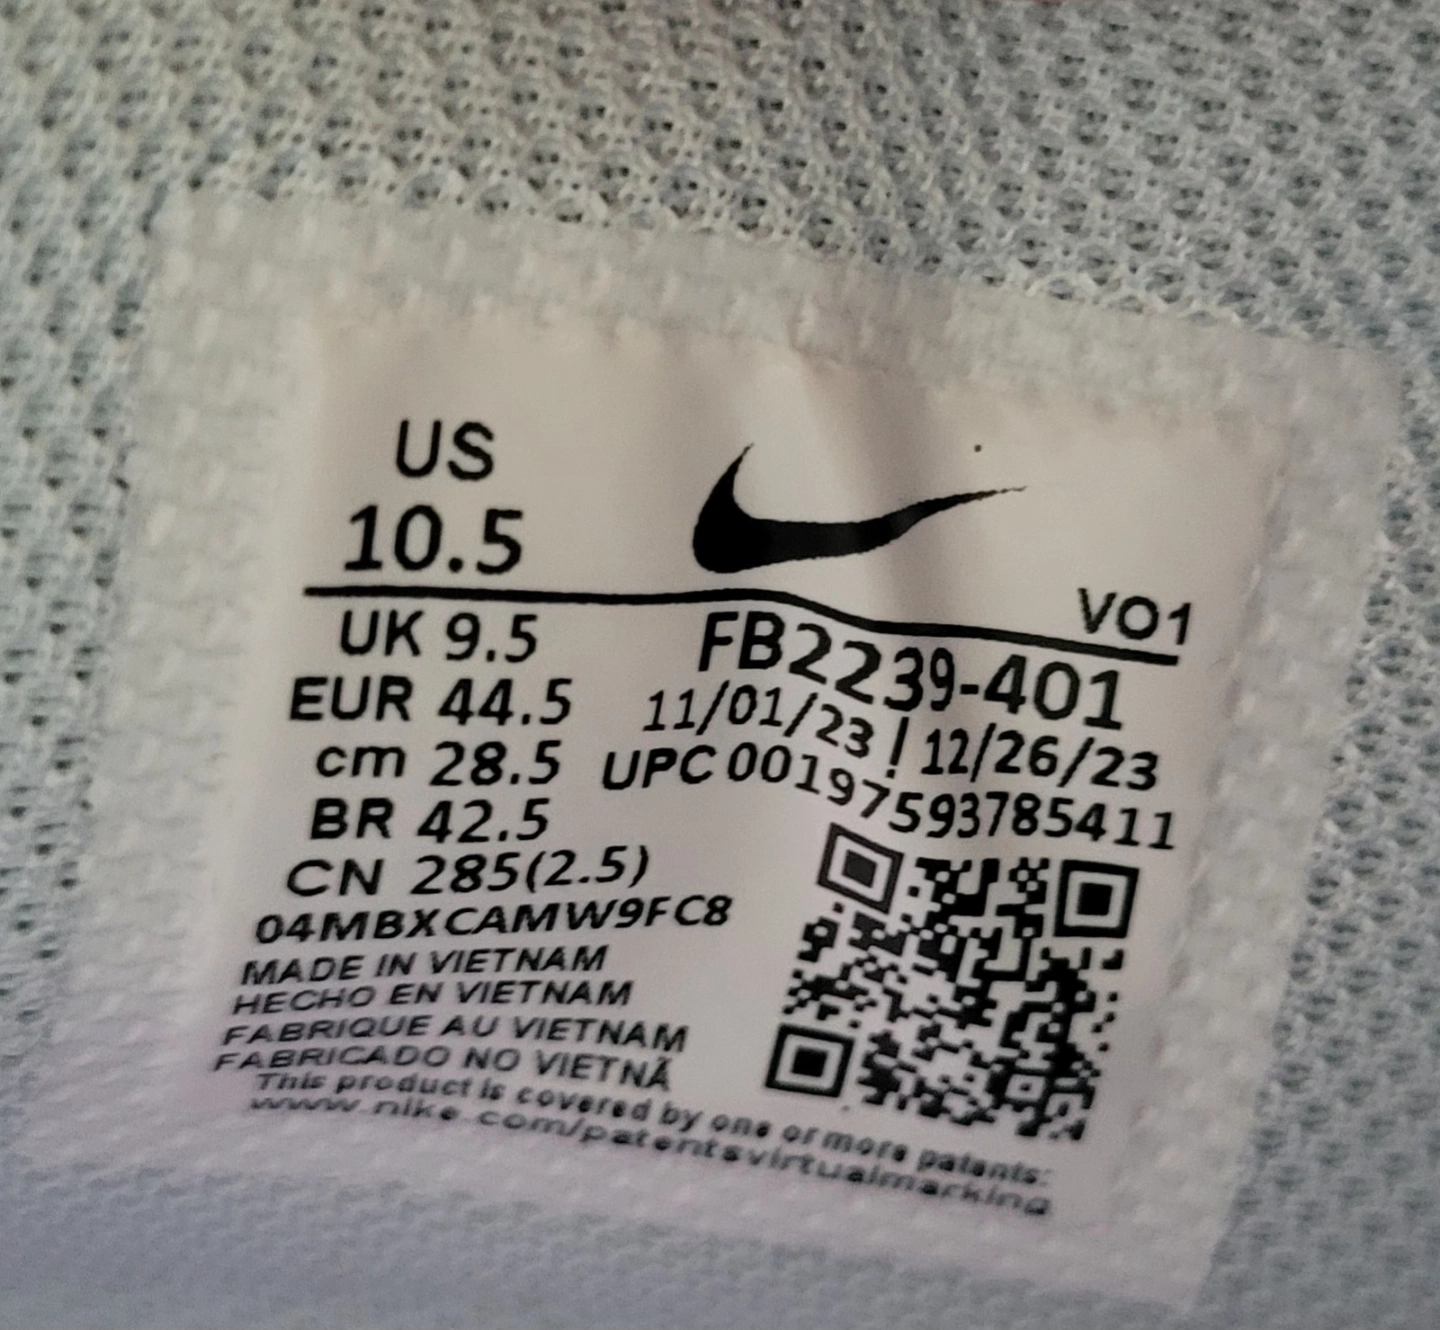 US
10.5
VO1
UK 9.5
EUR 44.5
cm 28.5
BR 42.5
CN 285(2.5)
FB2239-401
11/01/23 | 12/26/23
UPC 00197593785411
04MBXCAMW9FC8
MADE IN VIETNAM
HECHO EN VIETNAM
FABRIQUE AU VIETNAM
FABRICADO NO VIETNÃ
This product is covered by one or more patents:
www.nike.com/patentsvirtualmarking